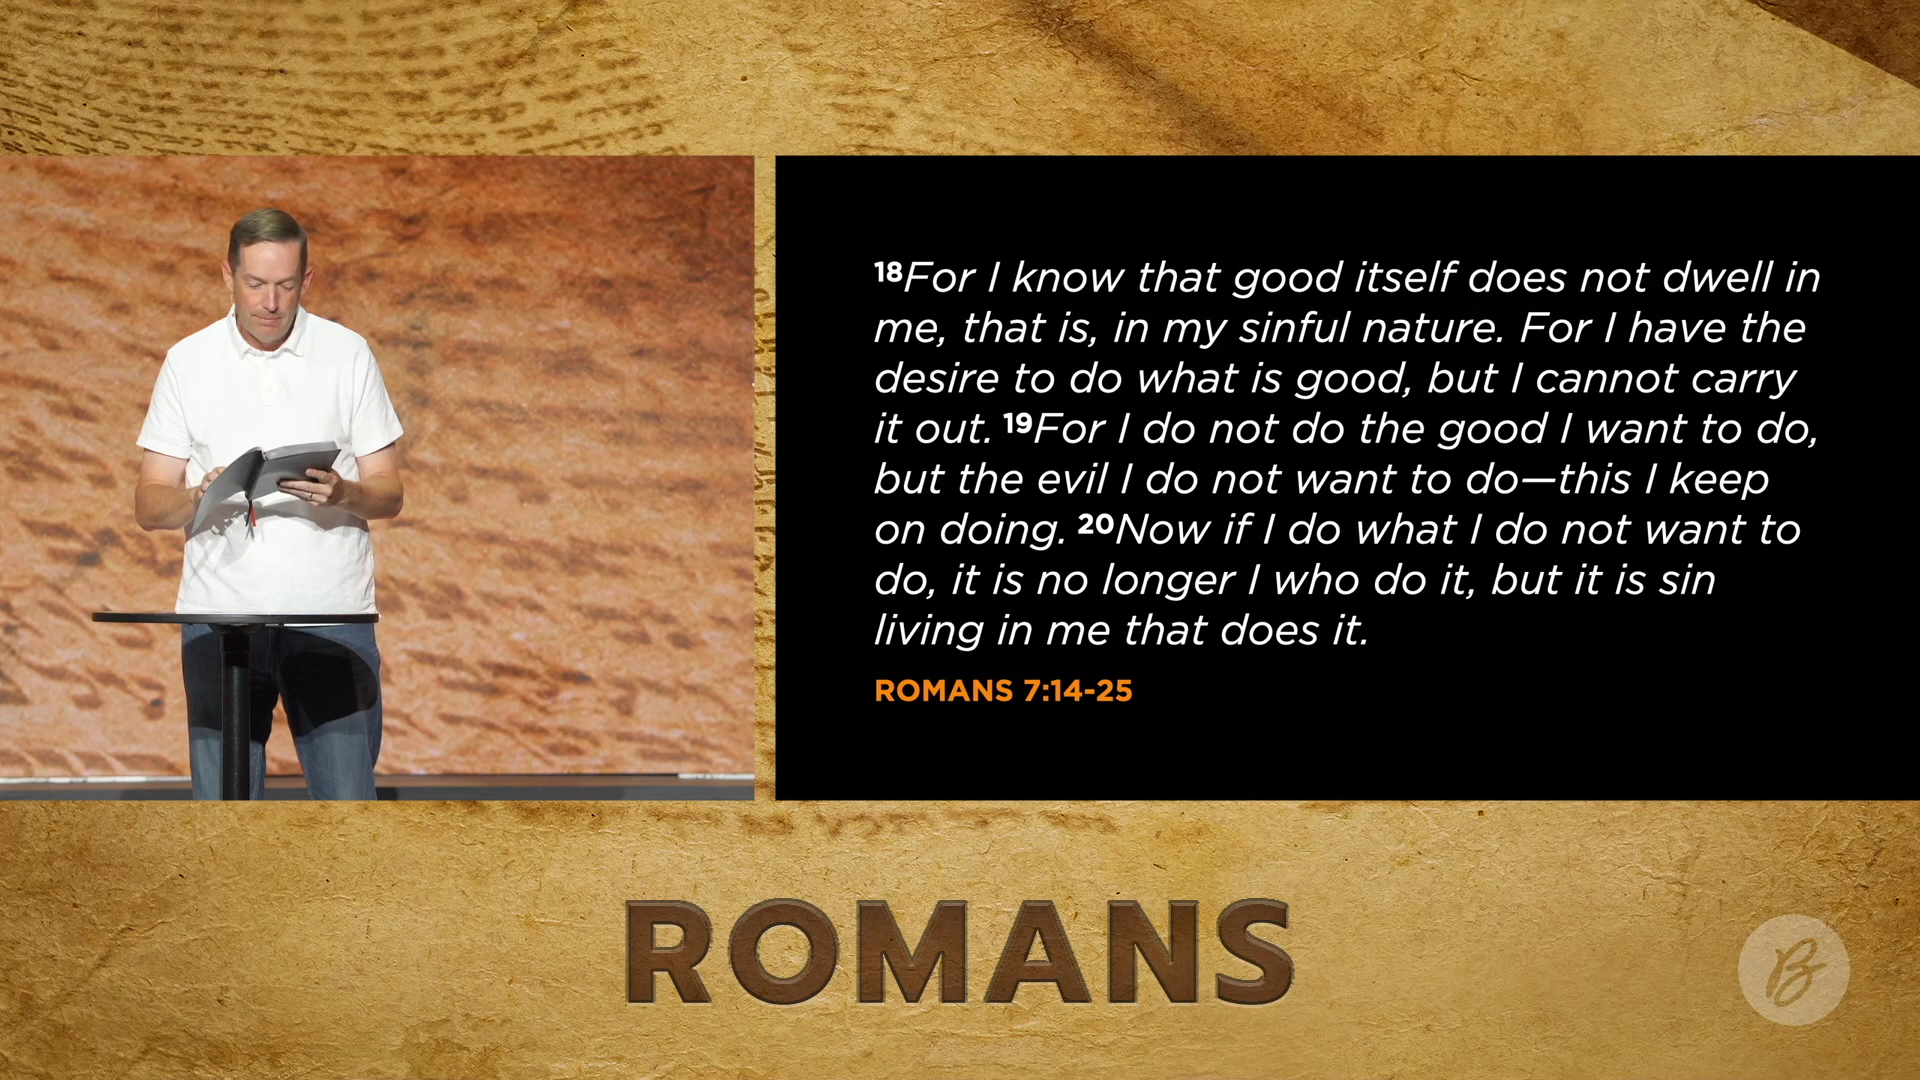 18For I know that good itself does not dwell in
me, that is, in my sinful nature. For I have the
desire to do what is good, but I cannot carry
it out. 19For I do not do the good I want to do,
but the evil I do not want to do—this I keep
on doing. 20Now if I do what I do not want to
do, it is no longer I who do it, but it is sin
living in me that does it.
ROMANS 7:14-25
ROMANS
B